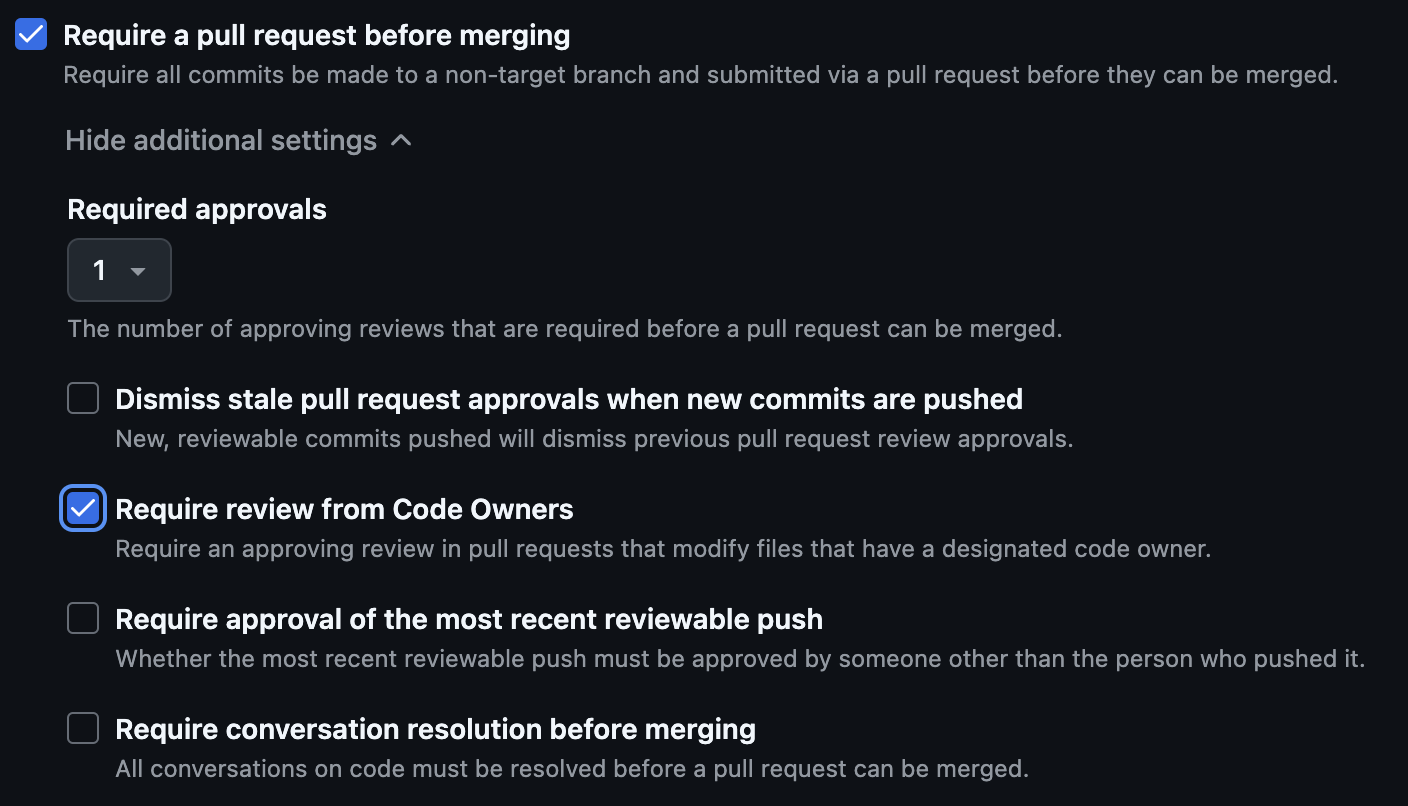 Require a pull request before merging
Require all commits be made to a non-target branch and submitted via a pull request before they can be merged.
Hide additional settings
Required approvals
1
The number of approving reviews that are required before a pull request can be merged.
Dismiss stale pull request approvals when new commits are pushed
New, reviewable commits pushed will dismiss previous pull request review approvals.
Require review from Code Owners
Require an approving review in pull requests that modify files that have a designated code owner.
Require approval of the most recent reviewable push
Whether the most recent reviewable push must be approved by someone other than the person who pushed it.
Require conversation resolution before merging
All conversations on code must be resolved before a pull request can be merged.